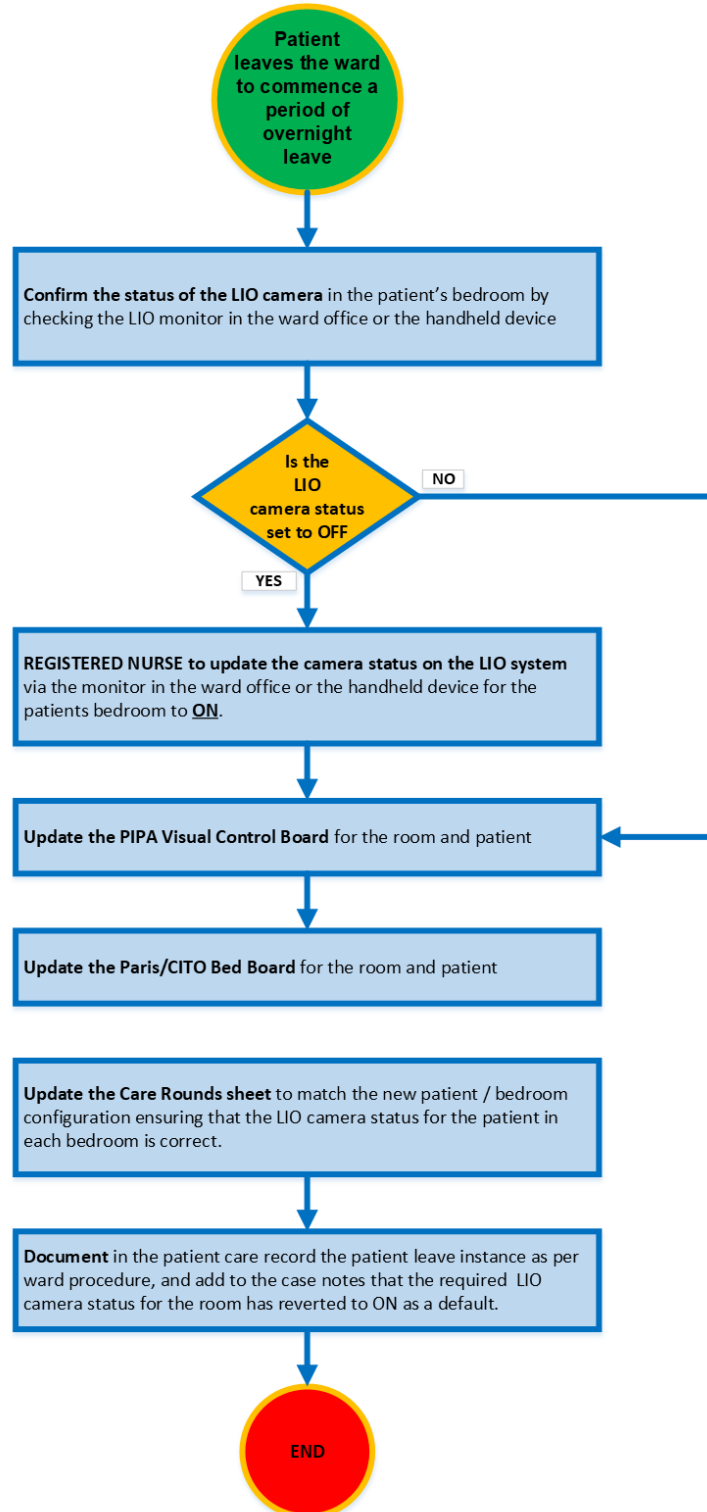 Patient
leaves the ward
to commence a
period of
overnight
leave
Confirm the status of the LIO camera in the patient's bedroom by
checking the LIO monitor in the ward office or the handheld device
Is the
LIO
camera status
set to OFF
NO
YES
REGISTERED NURSE to update the camera status on the LIO system
via the monitor in the ward office or the handheld device for the
patients bedroom to ON.
Update the PIPA Visual Control Board for the room and patient
Update the Paris/CITO Bed Board for the room and patient
Update the Care Rounds sheet to match the new patient / bedroom
configuration ensuring that the LIO camera status for the patient in
each bedroom is correct.
Document in the patient care record the patient leave instance as per
ward procedure, and add to the case notes that the required LIO
camera status for the room has reverted to ON as a default.
END